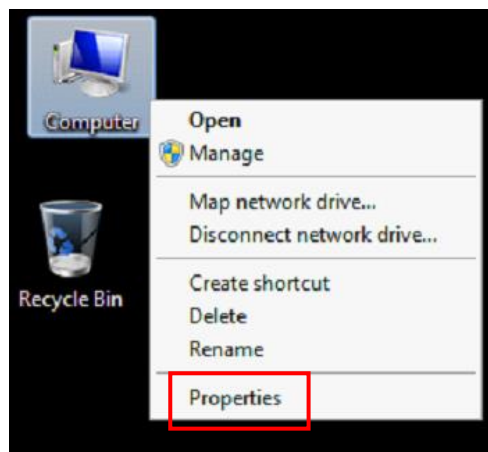 Computer
Open
Manage
Map network drive...
Disconnect network drive...
Create shortcut
Delete
Rename
Properties
Recycle Bin